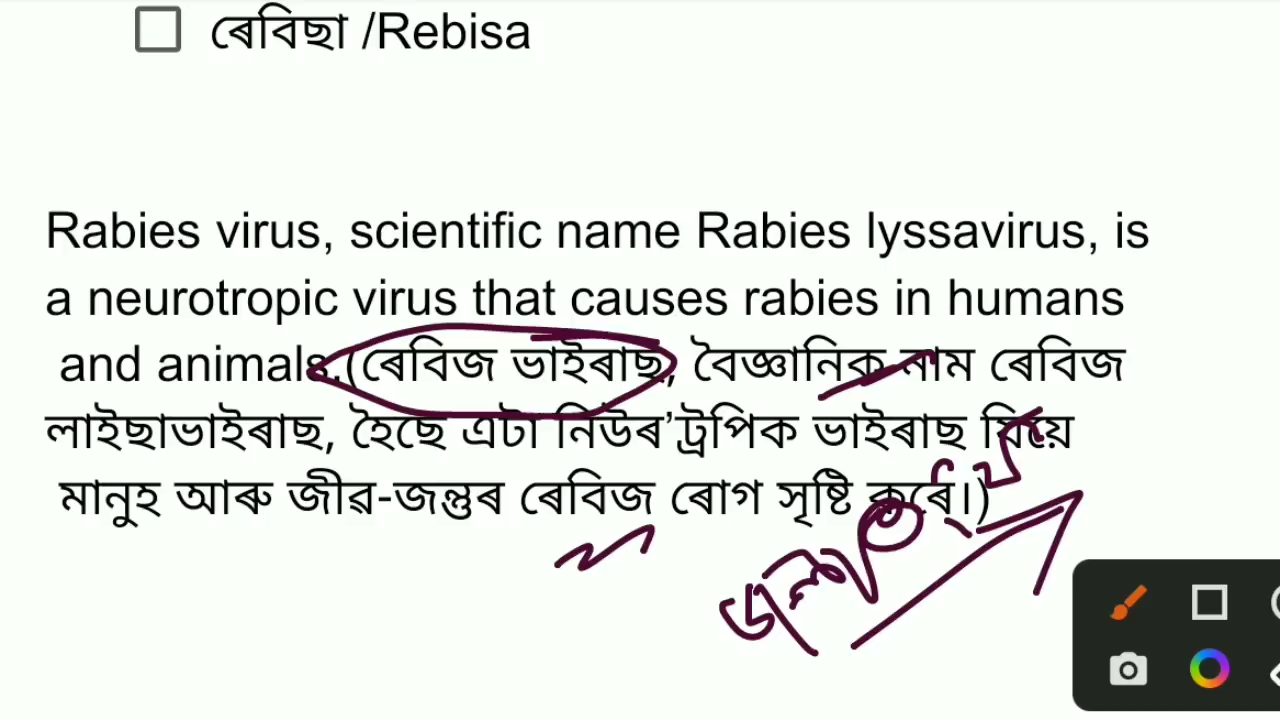 ৰেবিছা /Rebisa
Rabies virus, scientific name Rabies lyssavirus, is
a neurotropic virus that causes rabies in humans
and animals.(ৰেবিজ ভাইৰাছ, বৈজ্ঞানিক নাম ৰেবিজ
লাইছাভাইৰাছ, হৈছে এটা নিউৰ'ট্ৰপিক ভাইৰাছ যিয়ে
মানুহ আৰু জীৱ-জন্তুৰ ৰেবিজ ৰোগ সৃষ্টি কৰে।)